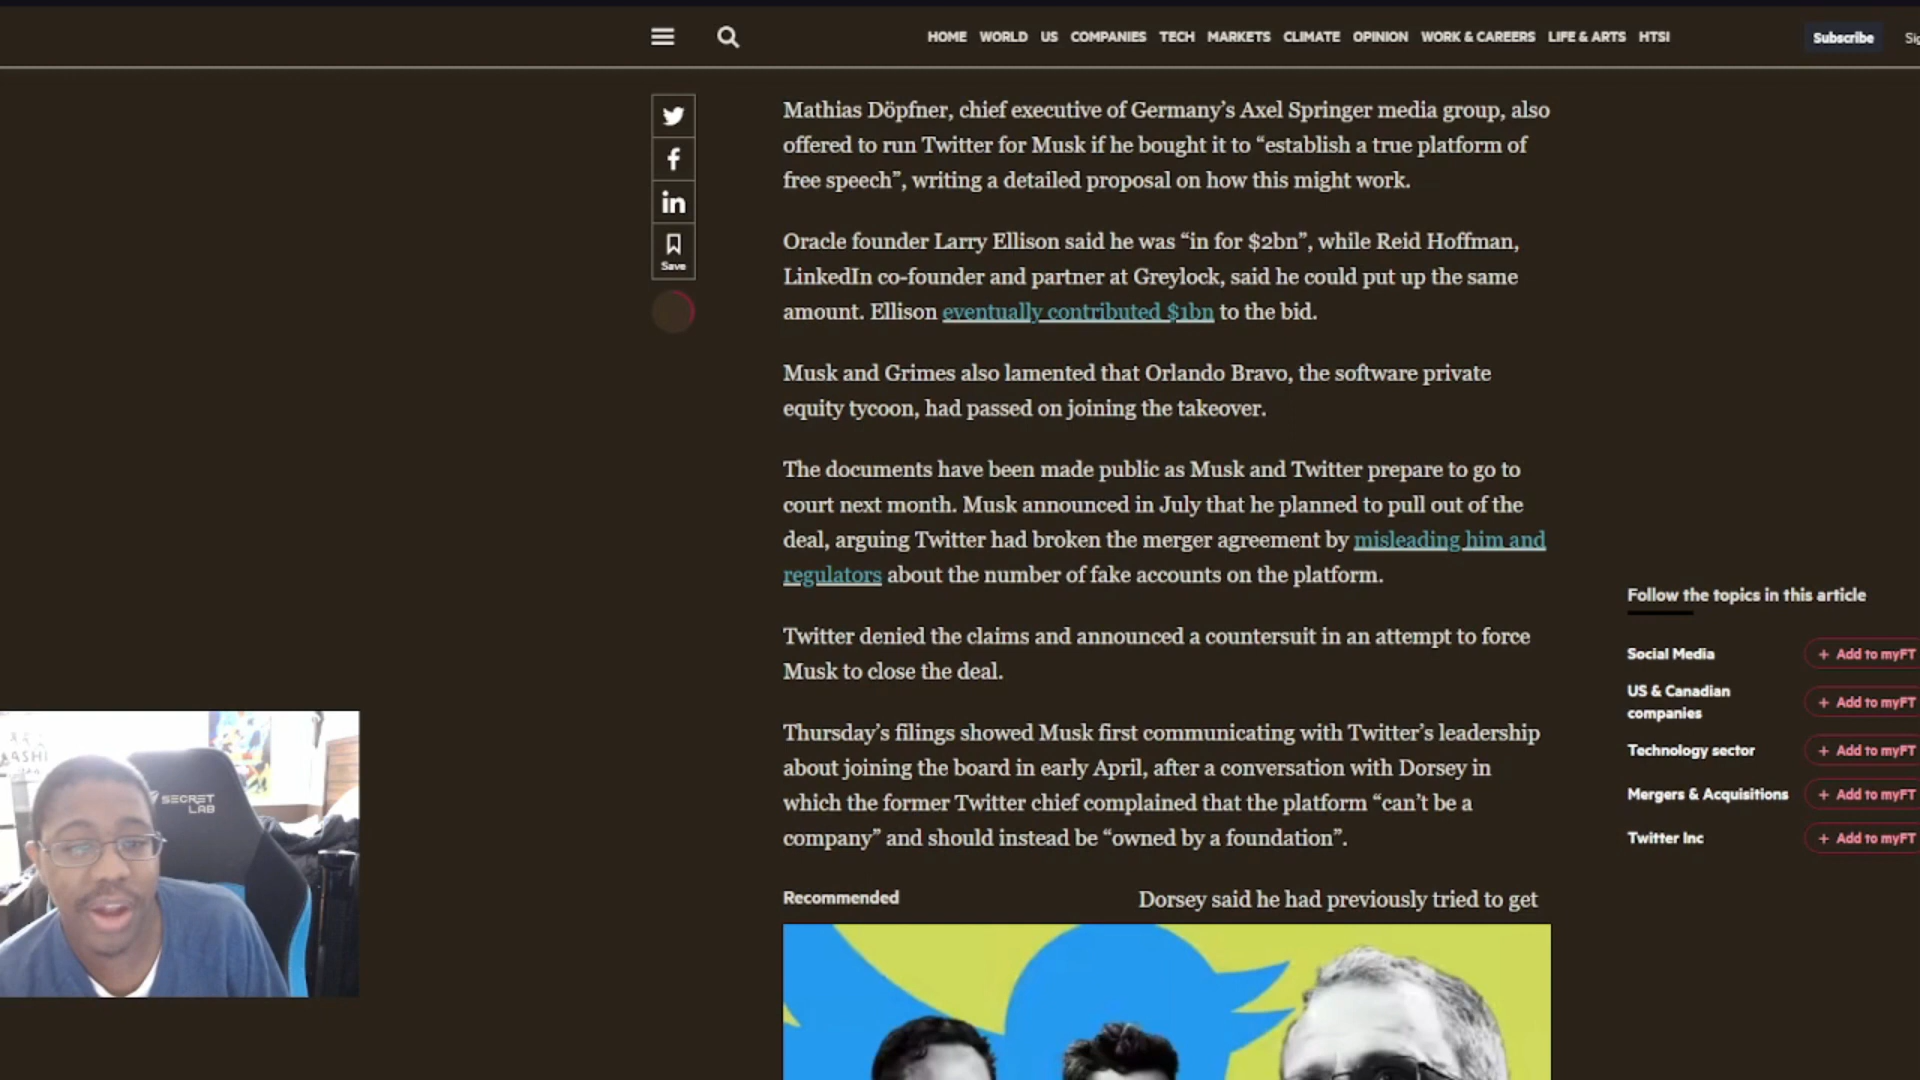 HOME WORLD US COMPANIES TECH MARKETS CLIMATE OPINION WORK & CAREERS LIFE & ARTS HTSI
Subscribe
Mathias Döpfner, chief executive of Germany’s Axel Springer media group, also
offered to run Twitter for Musk if he bought it to “establish a true platform of
free speech”, writing a detailed proposal on how this might work.
Save
Oracle founder Larry Ellison said he was “in for $2bn”, while Reid Hoffman,
LinkedIn co-founder and partner at Greylock, said he could put up the same
amount. Ellison eventually contributed $1bn to the bid.
Musk and Grimes also lamented that Orlando Bravo, the software private
equity tycoon, had passed on joining the takeover.
The documents have been made public as Musk and Twitter prepare to go to
court next month. Musk announced in July that he planned to pull out of the
deal, arguing Twitter had broken the merger agreement by misleading him and
regulators about the number of fake accounts on the platform.
Twitter denied the claims and announced a countersuit in an attempt to force
Musk to close the deal.
Thursday’s filings showed Musk first communicating with Twitter’s leadership
about joining the board in early April, after a conversation with Dorsey in
which the former Twitter chief complained that the platform “can’t be a
company” and should instead be “owned by a foundation”.
Recommended
Dorsey said he had previously tried to get
Follow the topics in this article
Social Media + Add to myFT
US & Canadian
companies + Add to myFT
Technology sector + Add to myFT
Mergers & Acquisitions + Add to myFT
Twitter Inc + Add to myFT
SECRET
LAB